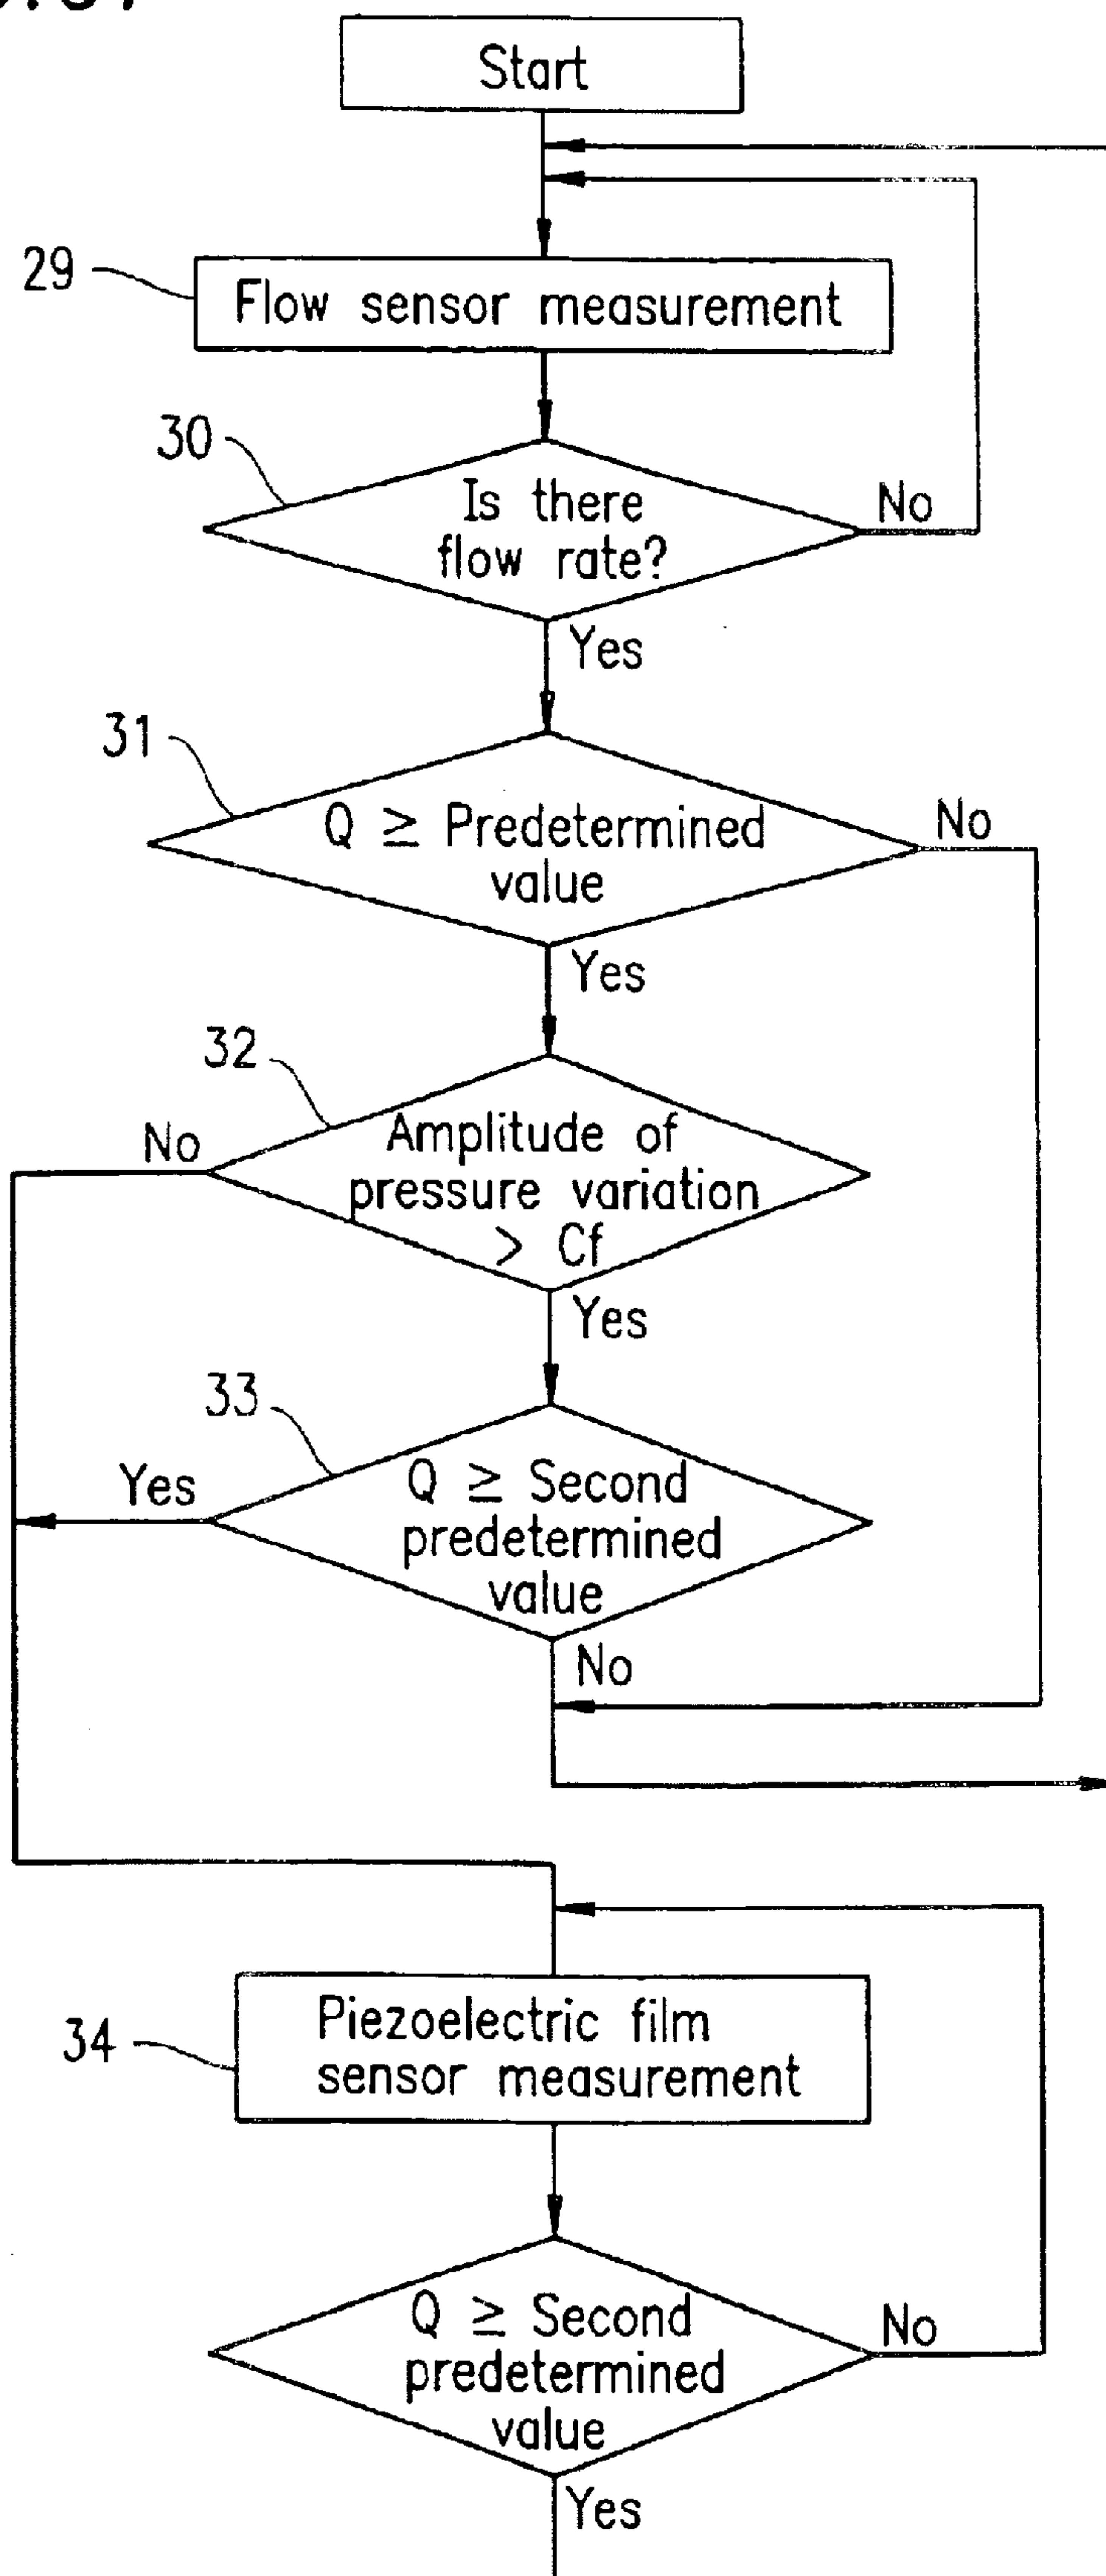 Start
29
Flow sensor measurement
30
Is there
flow rate?
No
Yes
31
Q ≥ Predetermined
value
No
Yes
32
No
Amplitude of
pressure variation
> Cf
Yes
33
Yes
Q ≥ Second
predetermined
value
No
34
Piezoelectric film
sensor measurement
Q ≥ Second
predetermined
value
No
Yes